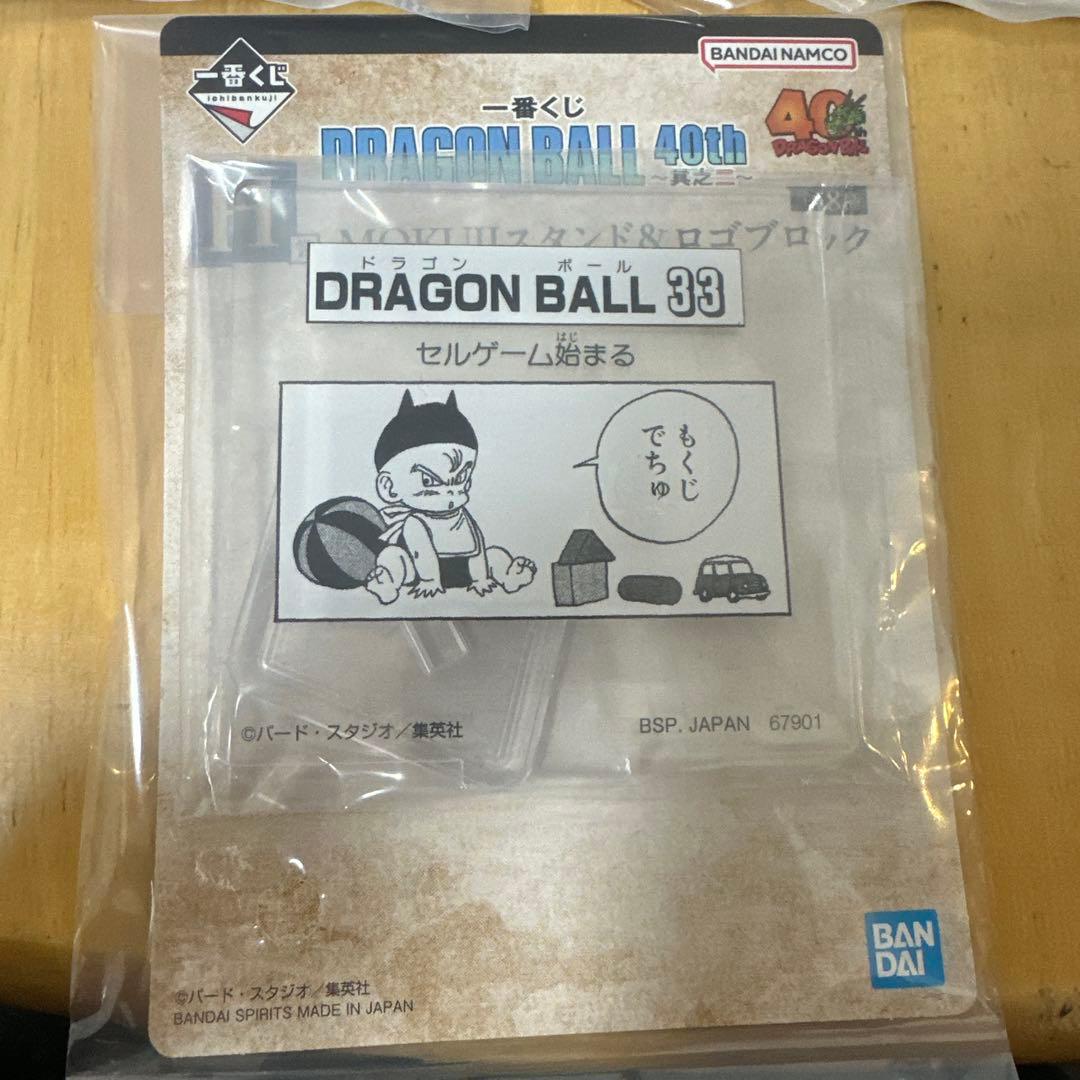 一番くじ
ichibankuji
BANDAI NAMCO
一番くじ
DRAGON BALL 40th
~其之二~
40th
DRAGON BALL
H
MOKUJIスタンド&ロゴブロック
ドラゴン ボール
DRAGON BALL 33
はじ
セルゲーム始まる
もくじ
でちゅ
©バード・スタジオ/集英社
BSP. JAPAN 67901
BAN
DAI
©バード・スタジオ/集英社
BANDAI SPIRITS MADE IN JAPAN